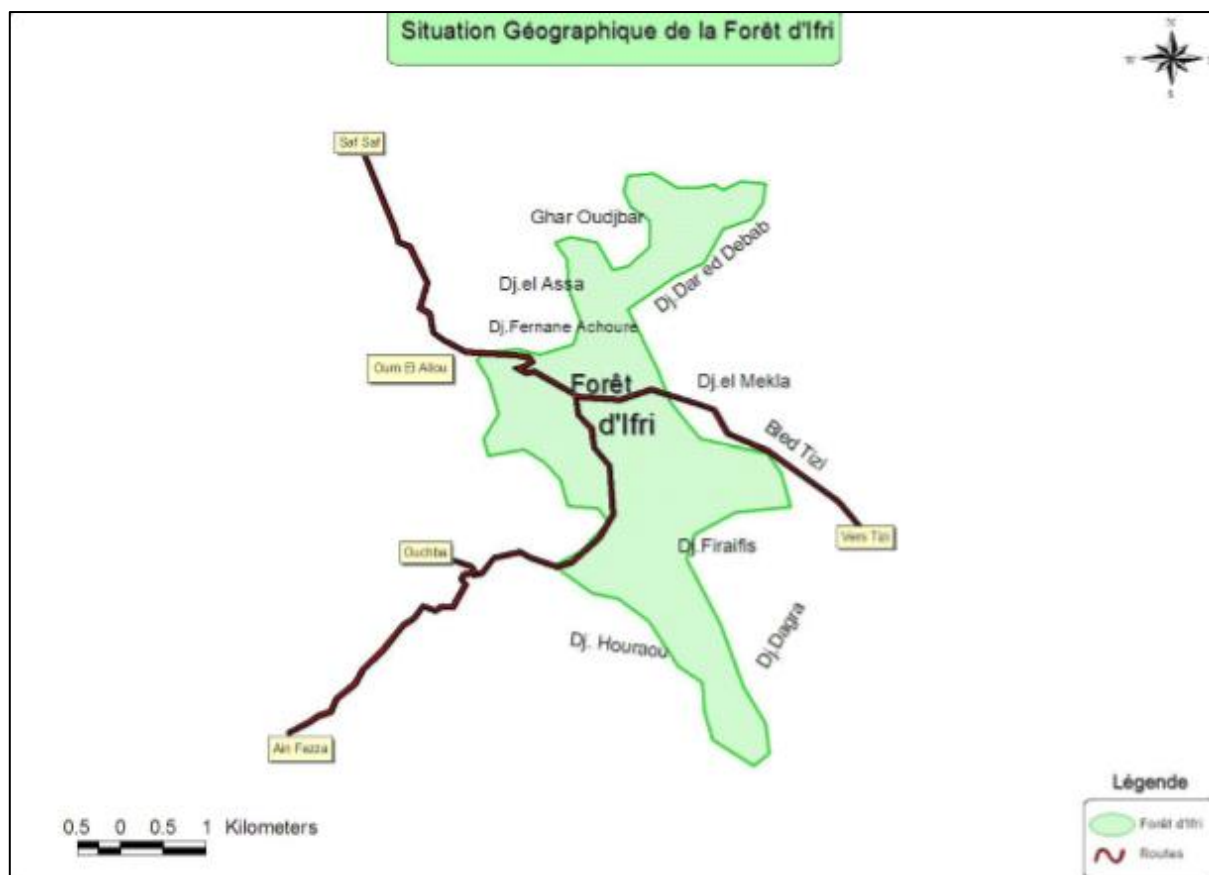 Situation Géographique de la Forêt d'Ifri
N
W
S
Saf Saf
Ghar Oudjbar
Dj.Dar ed Debab
Dj.el Assa
Dj.Fernane Achoure
Oum El Allou
Forêt
d'Ifri
Dj.el Mekla
Bled Tizi
Vers Tizi
Ouchba
Dj.Firaifis
Dj. Houraou
Dj.Dagra
Ain Fezza
0.5 0 0.5 1 Kilometers
Légende
Forêt d'Ifri
Routes